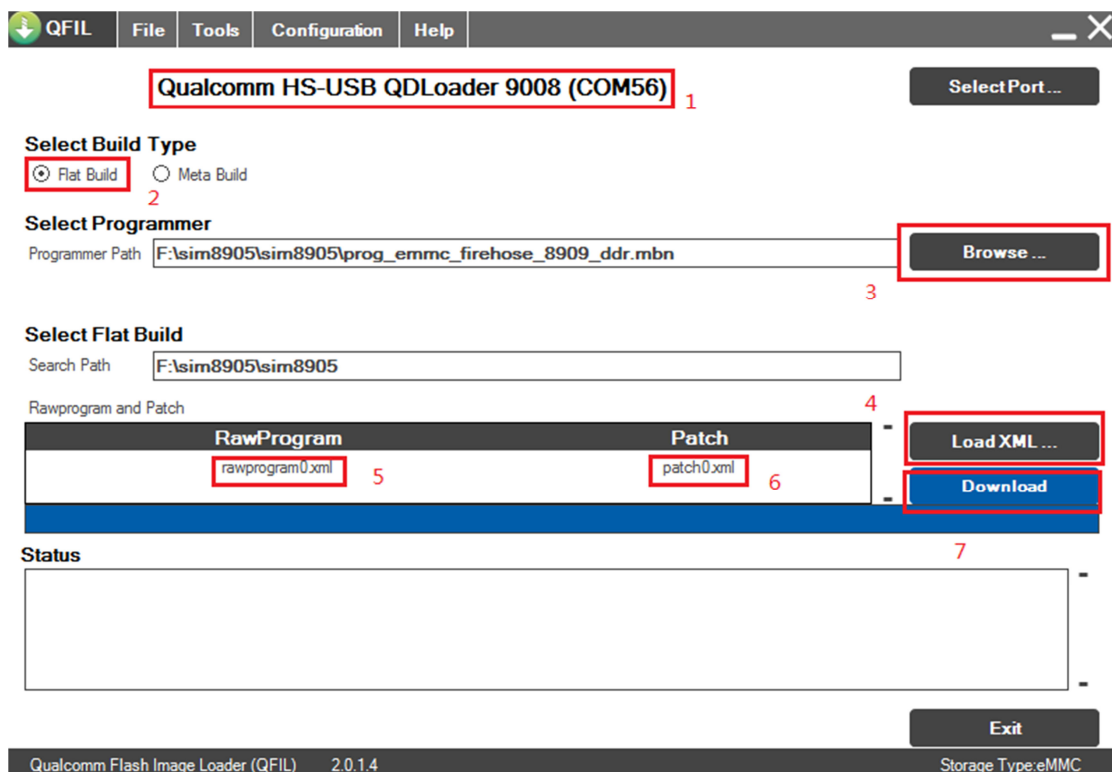 QFIL File Tools Configuration Help
Qualcomm HS-USB QDLoader 9008 (COM56) 1 Select Port ...
Select Build Type
Flat Build Meta Build
2
Select Programmer
Programmer Path F:\sim8905\sim8905\prog_emmc_firehose_8909_ddr.mbn Browse ...
3
Select Flat Build
Search Path F:\sim8905\sim8905
Rawprogram and Patch 4
RawProgram Patch Load XML ...
rawprogram0.xml 5 patch0.xml 6 Download
7
Status
Exit
Qualcomm Flash Image Loader (QFIL) 2.0.1.4 Storage Type:eMMC